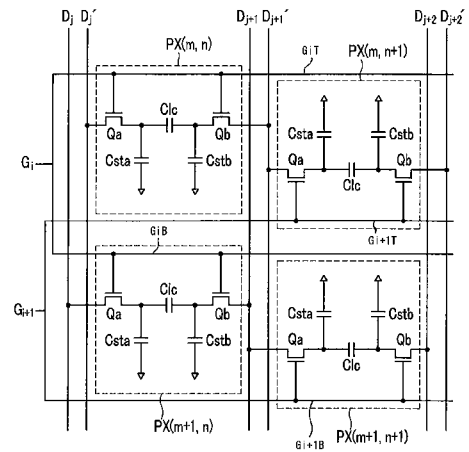 Dj Dj′ Dj+1 Dj+1′ Dj+2 Dj+2′
PX(m, n) GiT PX(m, n+1)
Qa Clc Qb
Csta Cstb
Csta Cstb
Qa Clc Qb
Gi
GiB Gi+1T
Gi+1
Qa Clc Qb
Csta Cstb
Csta Cstb
Qa Clc Qb
PX(m+1, n) Gi+1B PX(m+1, n+1)